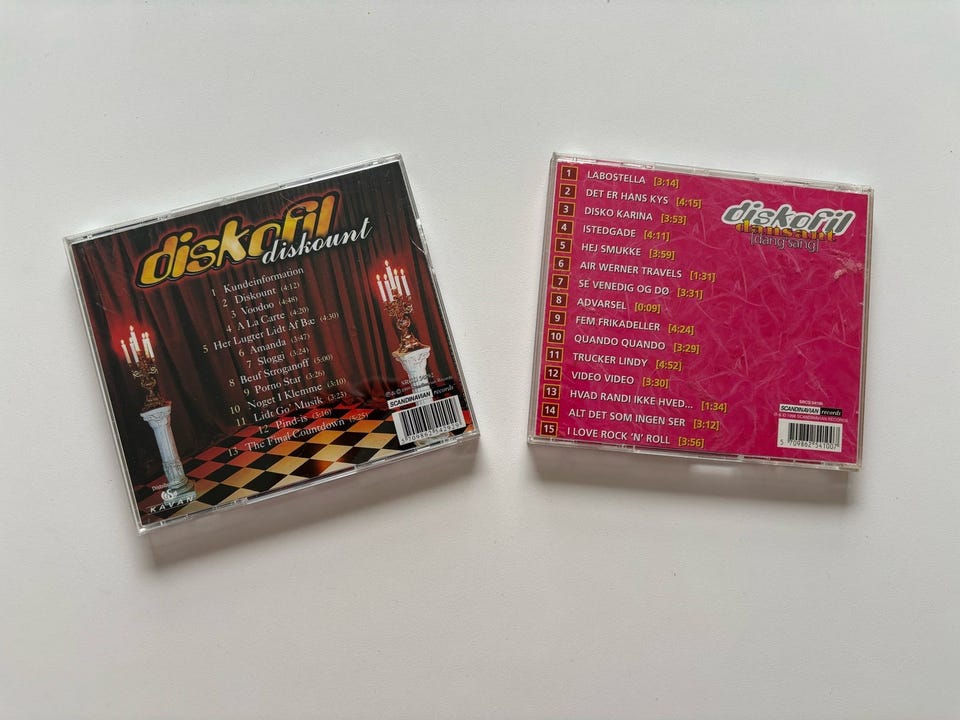 diskofil
diskount
1 Kundeinformation
2 Diskount (4:12)
3 Voodoo (4:48)
4 A La Carte (4:20)
5 Her Lugter Lidt Af Bæ (4:30)
6 Amanda (3:47)
7 Sloggi (3:24)
8 Beuf Stroganoff (5:00)
9 Porno Star (3:26)
10 Noget I Klemme (3:10)
11 Lidt Go' Musik (3:23)
12 Pind-is (3:16)
13 The Final Countdown (15:25)
SCANDINAVIAN records
KAVAN
diskofil
dansant
[dang'sang]
1 LABOSTELLA [3:14]
2 DET ER HANS KYS [4:15]
3 DISKO KARINA [3:53]
4 ISTEDGADE [4:11]
5 HEJ SMUKKE [3:59]
6 AIR WERNER TRAVELS [1:31]
7 SE VENEDIG OG DØ [3:31]
8 ADVARSEL [0:09]
9 FEM FRIKADELLER [4:24]
10 QUANDO QUANDO [3:29]
11 TRUCKER LINDY [4:52]
12 VIDEO VIDEO [3:30]
13 HVAD RANDI IKKE HVED... [1:34]
14 ALT DET SOM INGEN SER [3:12]
15 I LOVE ROCK 'N' ROLL [3:56]
SCANDINAVIAN records
5 709862 541007